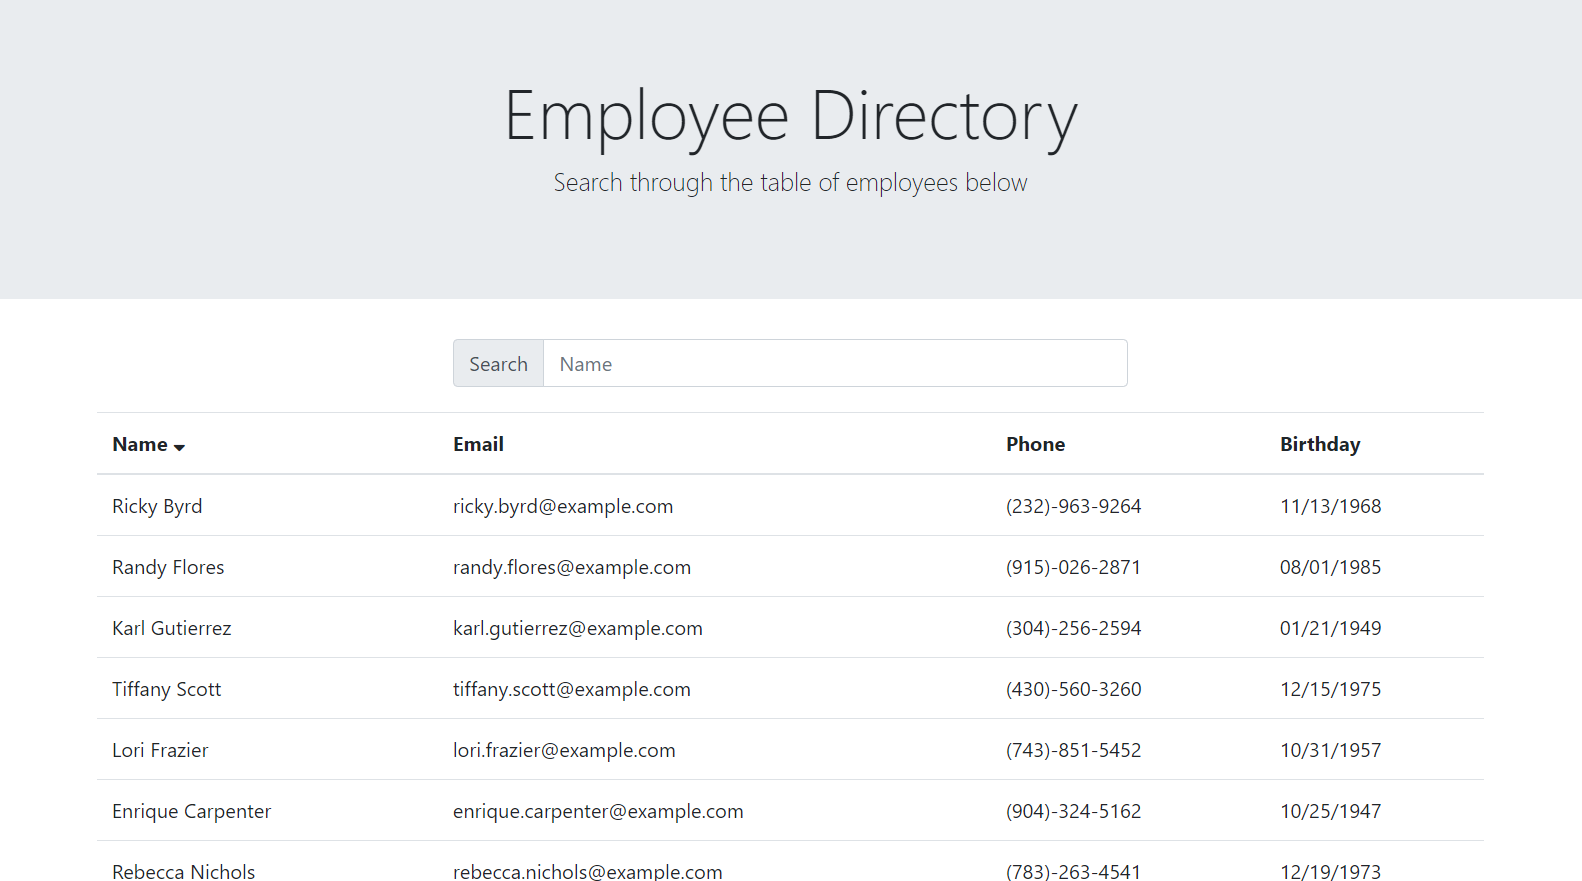 Employee Directory
Search through the table of employees below
Search Name
Name Email Phone Birthday
Ricky Byrd ricky.byrd@example.com (232)-963-9264 11/13/1968
Randy Flores randy.flores@example.com (915)-026-2871 08/01/1985
Karl Gutierrez karl.gutierrez@example.com (304)-256-2594 01/21/1949
Tiffany Scott tiffany.scott@example.com (430)-560-3260 12/15/1975
Lori Frazier lori.frazier@example.com (743)-851-5452 10/31/1957
Enrique Carpenter enrique.carpenter@example.com (904)-324-5162 10/25/1947
Rebecca Nichols rebecca.nichols@example.com (783)-263-4541 12/19/1973